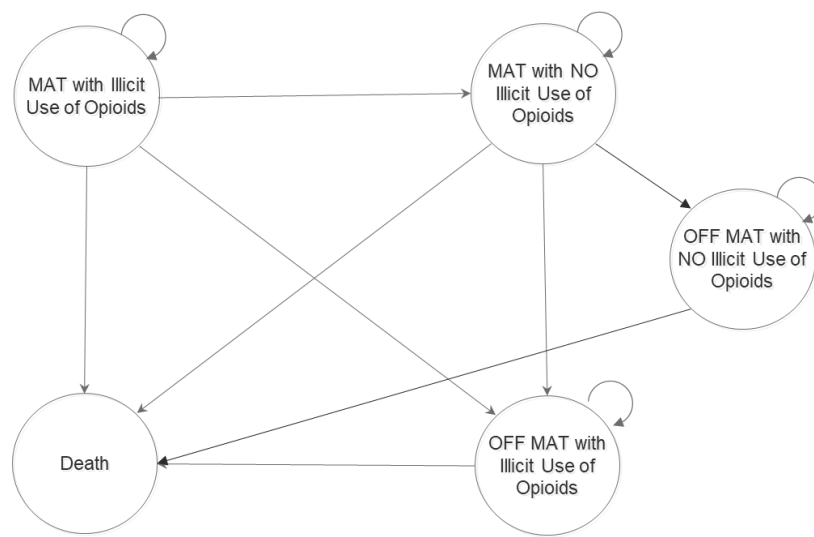 MAT with Illicit
Use of Opioids
MAT with NO
Illicit Use of
Opioids
OFF MAT with
NO Illicit Use of
Opioids
Death
OFF MAT with
Illicit Use of
Opioids